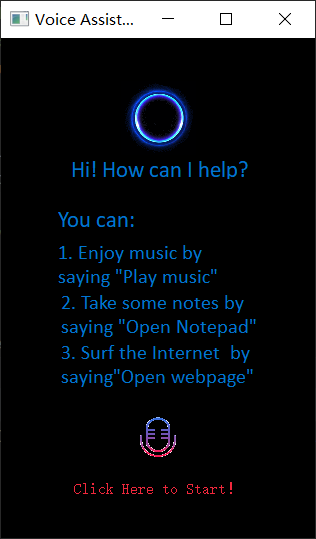 Voice Assist...
Hi! How can I help?
You can:
1. Enjoy music by
saying "Play music"
2. Take some notes by
saying "Open Notepad"
3. Surf the Internet  by
saying"Open webpage"
Click Here to Start!